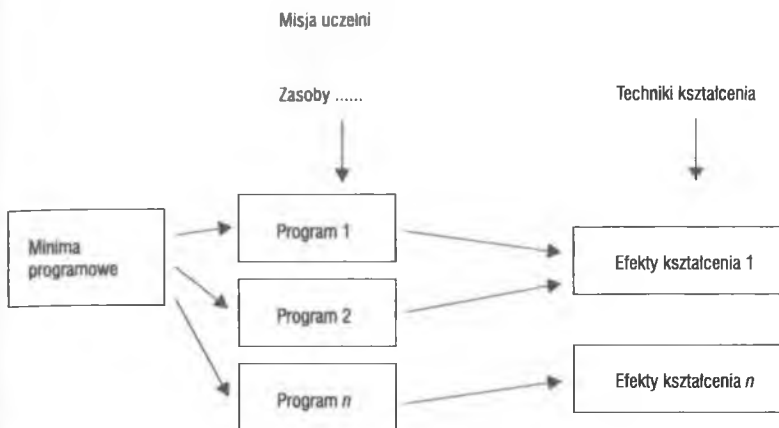 Misja uczelni
Zasoby ......
Techniki kształcenia
Minima
programowe
Program 1
Program 2
Program n
Efekty kształcenia 1
Efekty kształcenia n